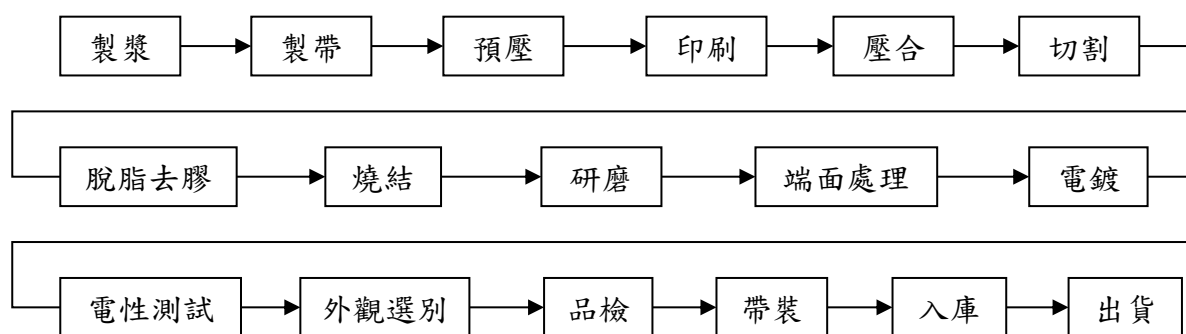 製漿 製帶 預壓 印刷 壓合 切割
脫脂去膠 燒結 研磨 端面處理 電鍍
電性測試 外觀選別 品檢 帶裝 入庫 出貨